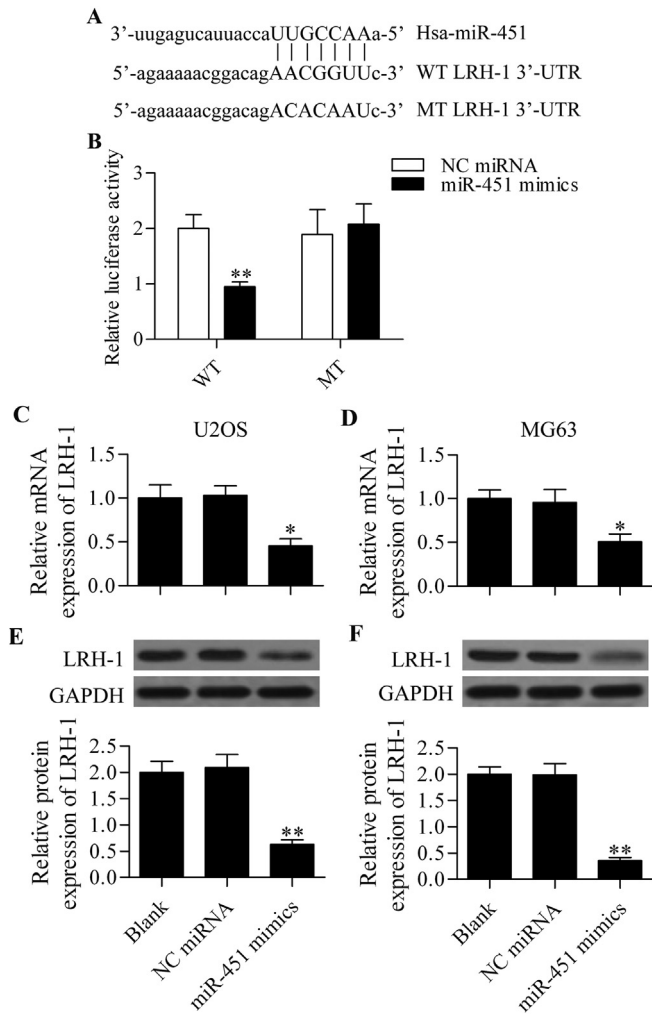 A
3’-uugagucauuaccaUUGCCAAa-5’ Hsa-miR-451
5’-agaaaaacggacagAACGGUUc-3’ WT LRH-1 3’-UTR
5’-agaaaaacggacagACACAAUc-3’ MT LRH-1 3’-UTR
B
NC miRNA
miR-451 mimics
Relative luciferase activity
3
2
1
0
**
WT
MT
C
U2OS
Relative mRNA
expression of LRH-1
1.5
1.0
0.5
0.0
*
D
MG63
Relative mRNA
expression of LRH-1
1.5
1.0
0.5
0.0
*
E
LRH-1
GAPDH
Relative protein
expression of LRH-1
2.5
2.0
1.5
1.0
0.5
0.0
**
Blank
NC miRNA
miR-451 mimics
F
LRH-1
GAPDH
Relative protein
expression of LRH-1
2.5
2.0
1.5
1.0
0.5
0.0
**
Blank
NC miRNA
miR-451 mimics